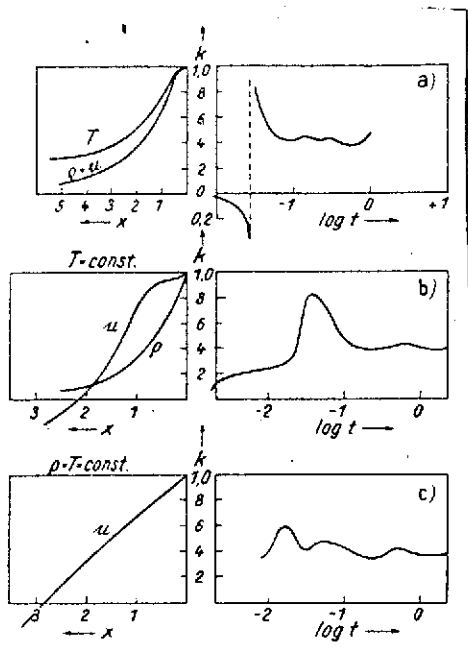 k
1,0
8
6
4
2
0
0,2
T
ρ+u
5 4 3 2 1
← x
a)
-1 0 +1
log t →
T=const.
k
1,0
8
6
4
2
u
ρ
3 2 1
← x
b)
-2 -1 0
log t →
ρ=T=const.
k
1,0
8
6
4
2
u
3 2 1
← x
c)
-2 -1 0
log t →